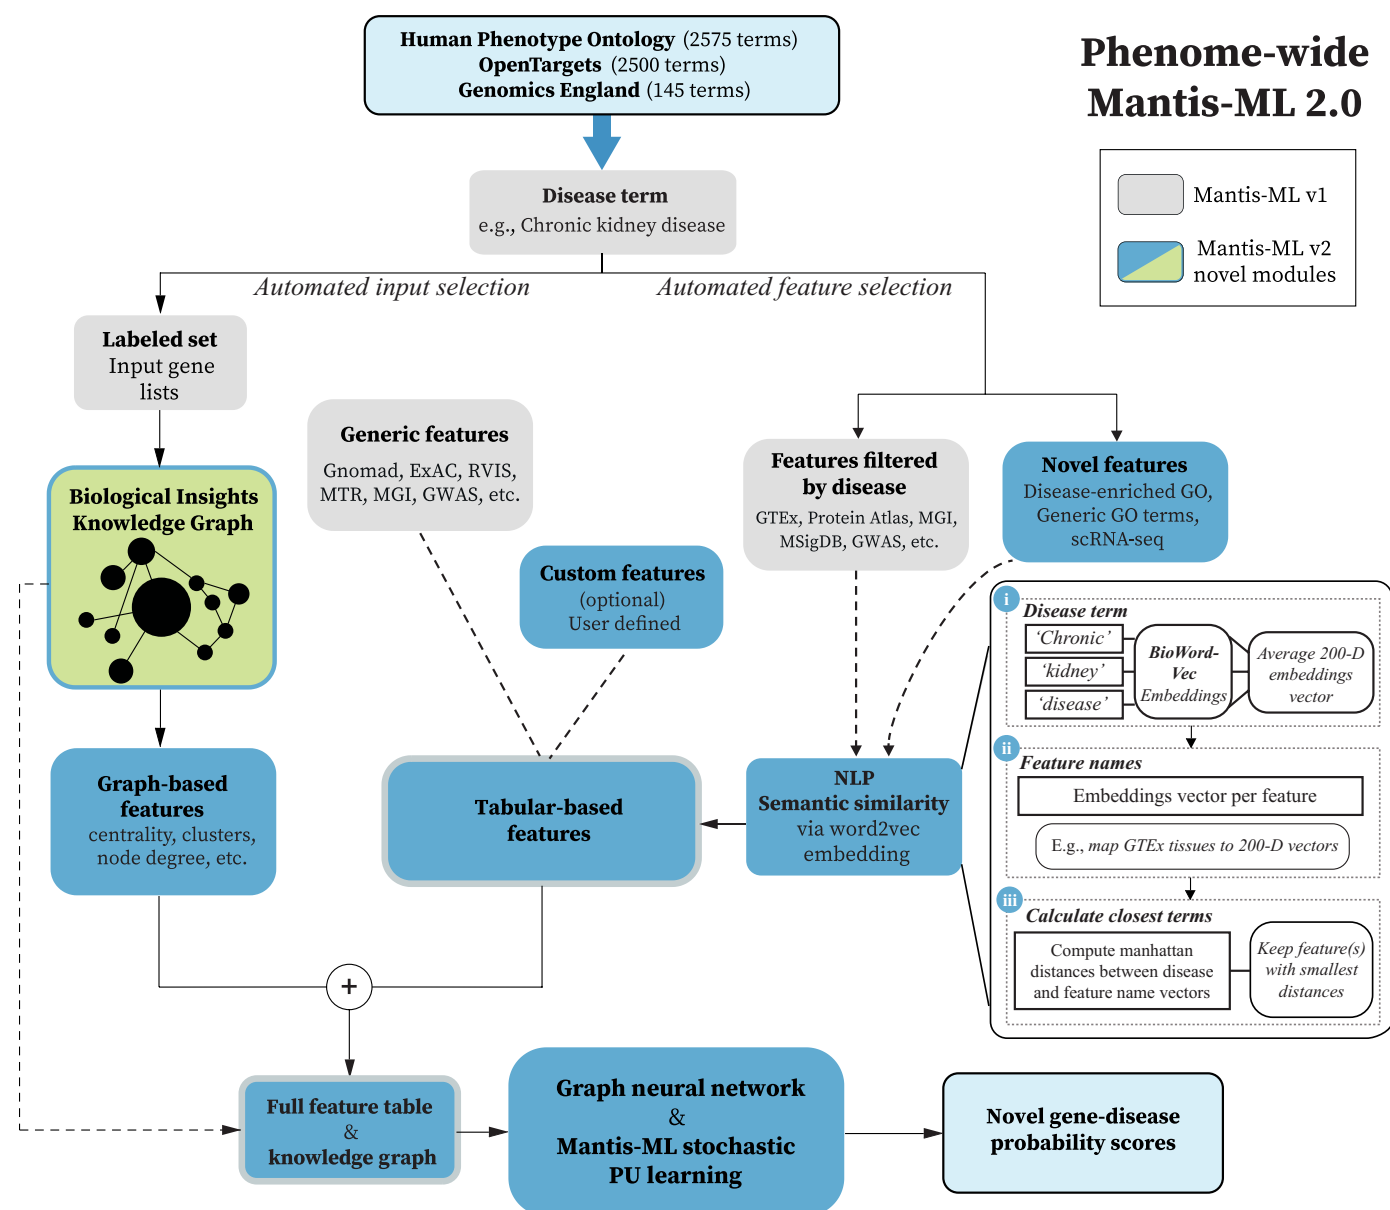 Human Phenotype Ontology (2575 terms)
OpenTargets (2500 terms)
Genomics England (145 terms)
Phenome-wide
Mantis-ML 2.0
Mantis-ML v1
Mantis-ML v2
novel modules
Disease term
e.g., Chronic kidney disease
Automated input selection
Automated feature selection
Labeled set
Input gene
lists
Generic features
Gnomad, ExAC, RVIS,
MTR, MGI, GWAS, etc.
Features filtered
by disease
GTEx, Protein Atlas, MGI,
MSigDB, GWAS, etc.
Novel features
Disease-enriched GO,
Generic GO terms,
scRNA-seq
Biological Insights
Knowledge Graph
Custom features
(optional)
User defined
i
Disease term
‘Chronic’
‘kidney’
‘disease’
BioWord-
Vec
Embeddings
Average 200-D
embeddings
vector
Graph-based
features
centrality, clusters,
node degree, etc.
Tabular-based
features
NLP
Semantic similarity
via word2vec
embedding
ii
Feature names
Embeddings vector per feature
E.g., map GTEx tissues to 200-D vectors
iii
Calculate closest terms
Compute manhattan
distances between disease
and feature name vectors
Keep feature(s)
with smallest
distances
+
Full feature table
&
knowledge graph
Graph neural network
&
Mantis-ML stochastic
PU learning
Novel gene-disease
probability scores